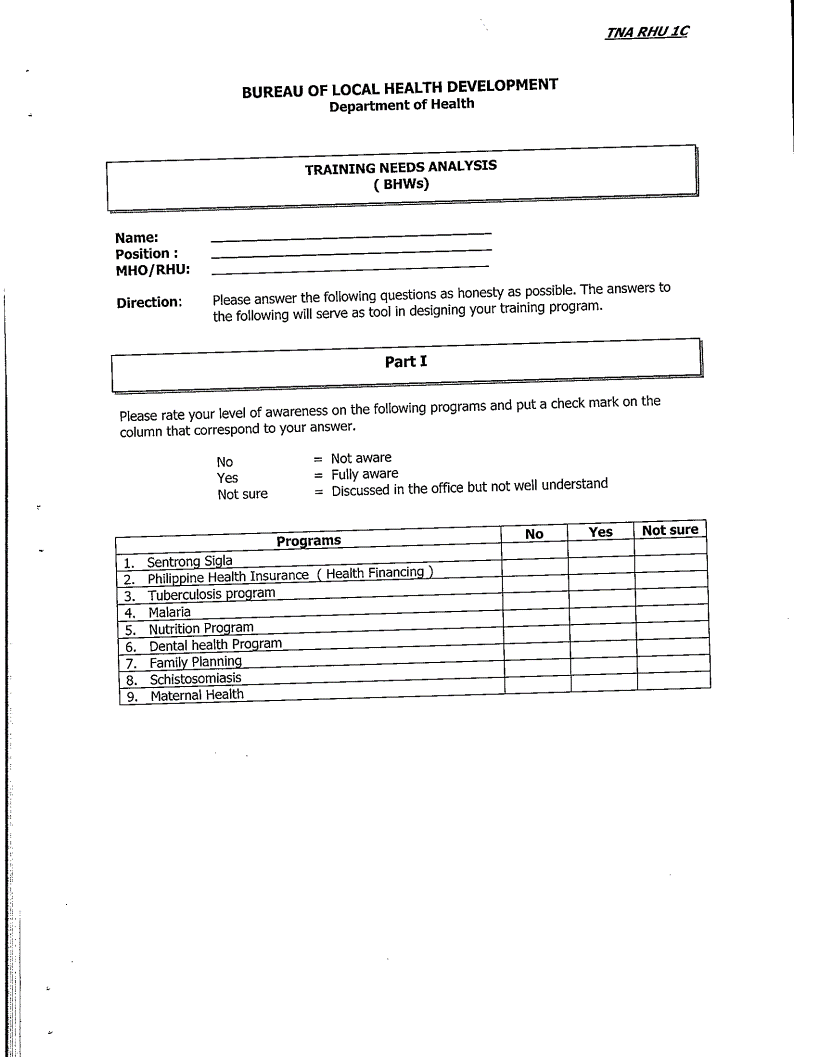 TNA RHU 1C
BUREAU OF LOCAL HEALTH DEVELOPMENT
Department of Health
TRAINING NEEDS ANALYSIS
( BHWs)
Name:
Position :
MHO/RHU:
Direction: Please answer the following questions as honesty as possible. The answers to
the following will serve as tool in designing your training program.
Part I
Please rate your level of awareness on the following programs and put a check mark on the
column that correspond to your answer.
No = Not aware
Yes = Fully aware
Not sure = Discussed in the office but not well understand
Programs No Yes Not sure
1. Sentrong Sigla
2. Philippine Health Insurance ( Health Financing )
3. Tuberculosis program
4. Malaria
5. Nutrition Program
6. Dental health Program
7. Family Planning
8. Schistosomiasis
9. Maternal Health